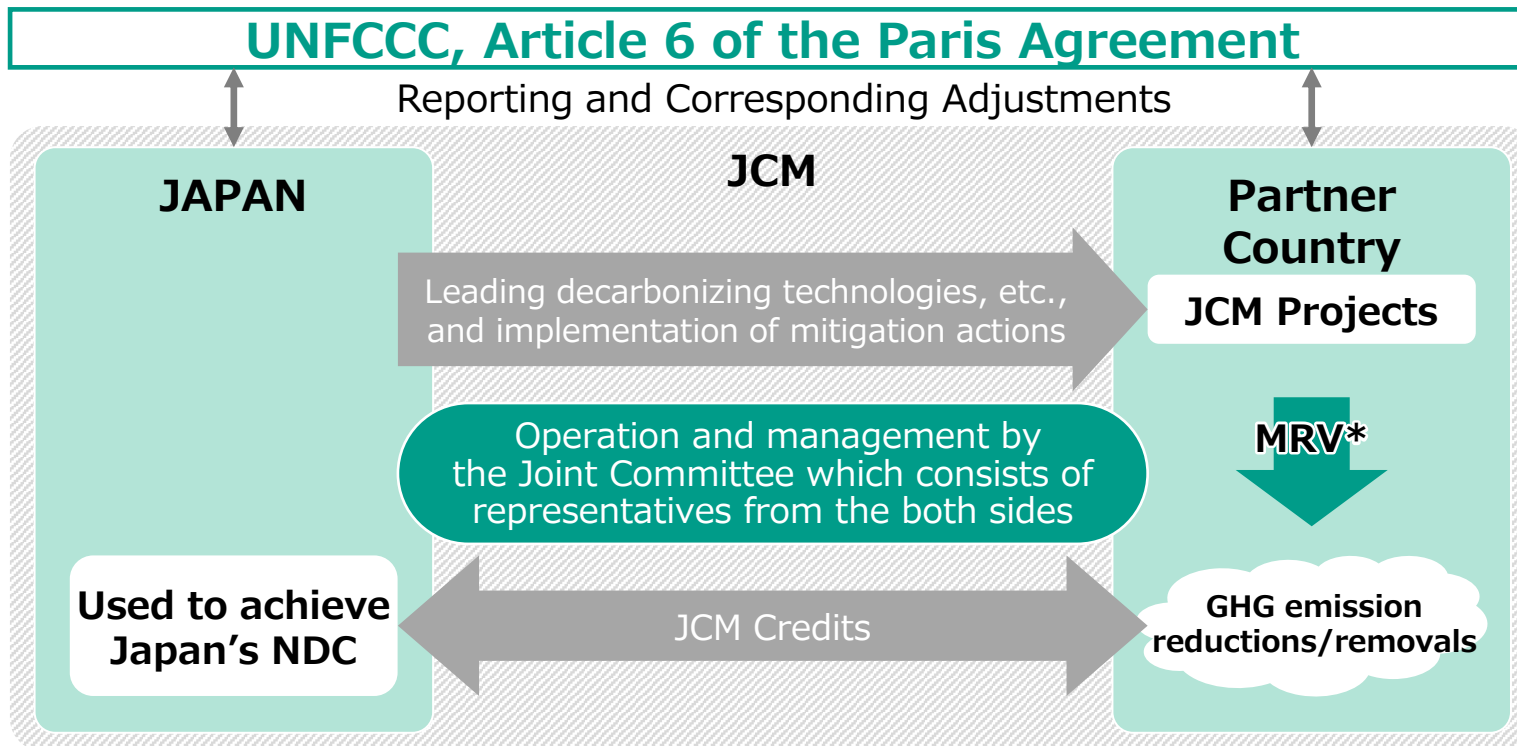 UNFCCC, Article 6 of the Paris Agreement
Reporting and Corresponding Adjustments
JCM
JAPAN
Partner
Country
Leading decarbonizing technologies, etc.,
and implementation of mitigation actions
JCM Projects
Operation and management by
the Joint Committee which consists of
representatives from the both sides
MRV*
Used to achieve
Japan’s NDC
JCM Credits
GHG emission
reductions/removals